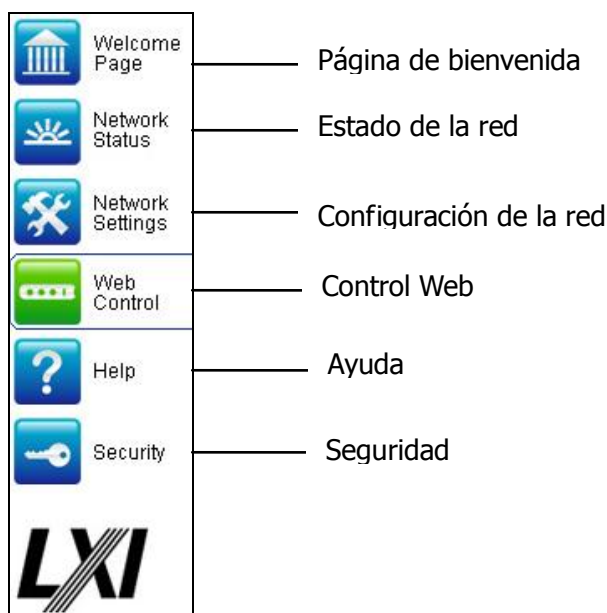 Welcome
Page
Página de bienvenida
Network
Status
Estado de la red
Network
Settings
Configuración de la red
Web
Control
Control Web
Help
Ayuda
Security
Seguridad
LXI